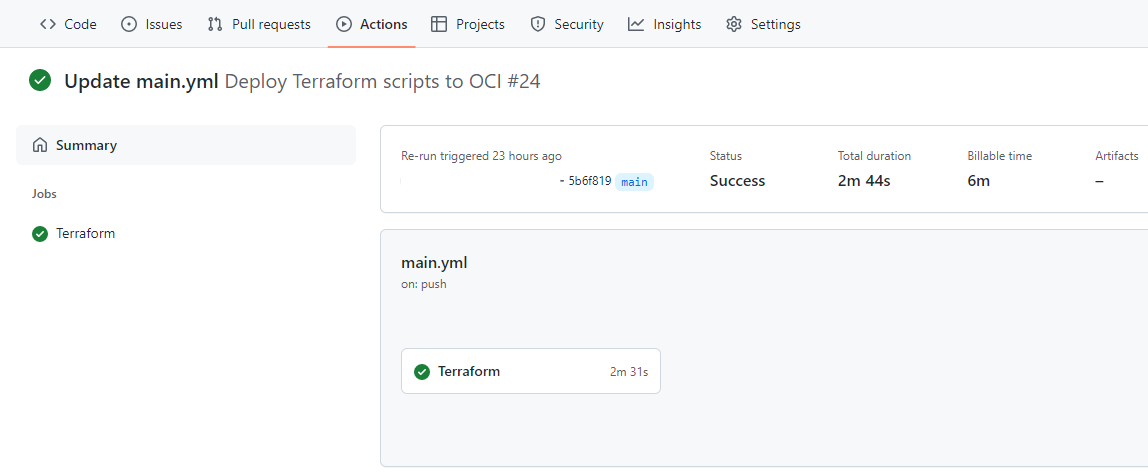 Code Issues Pull requests Actions Projects Security Insights Settings
Update main.yml Deploy Terraform scripts to OCI #24
Summary
Jobs
Terraform
Re-run triggered 23 hours ago
- 5b6f819 main
Status
Success
Total duration
2m 44s
Billable time
6m
Artifacts
–
main.yml
on: push
Terraform 2m 31s